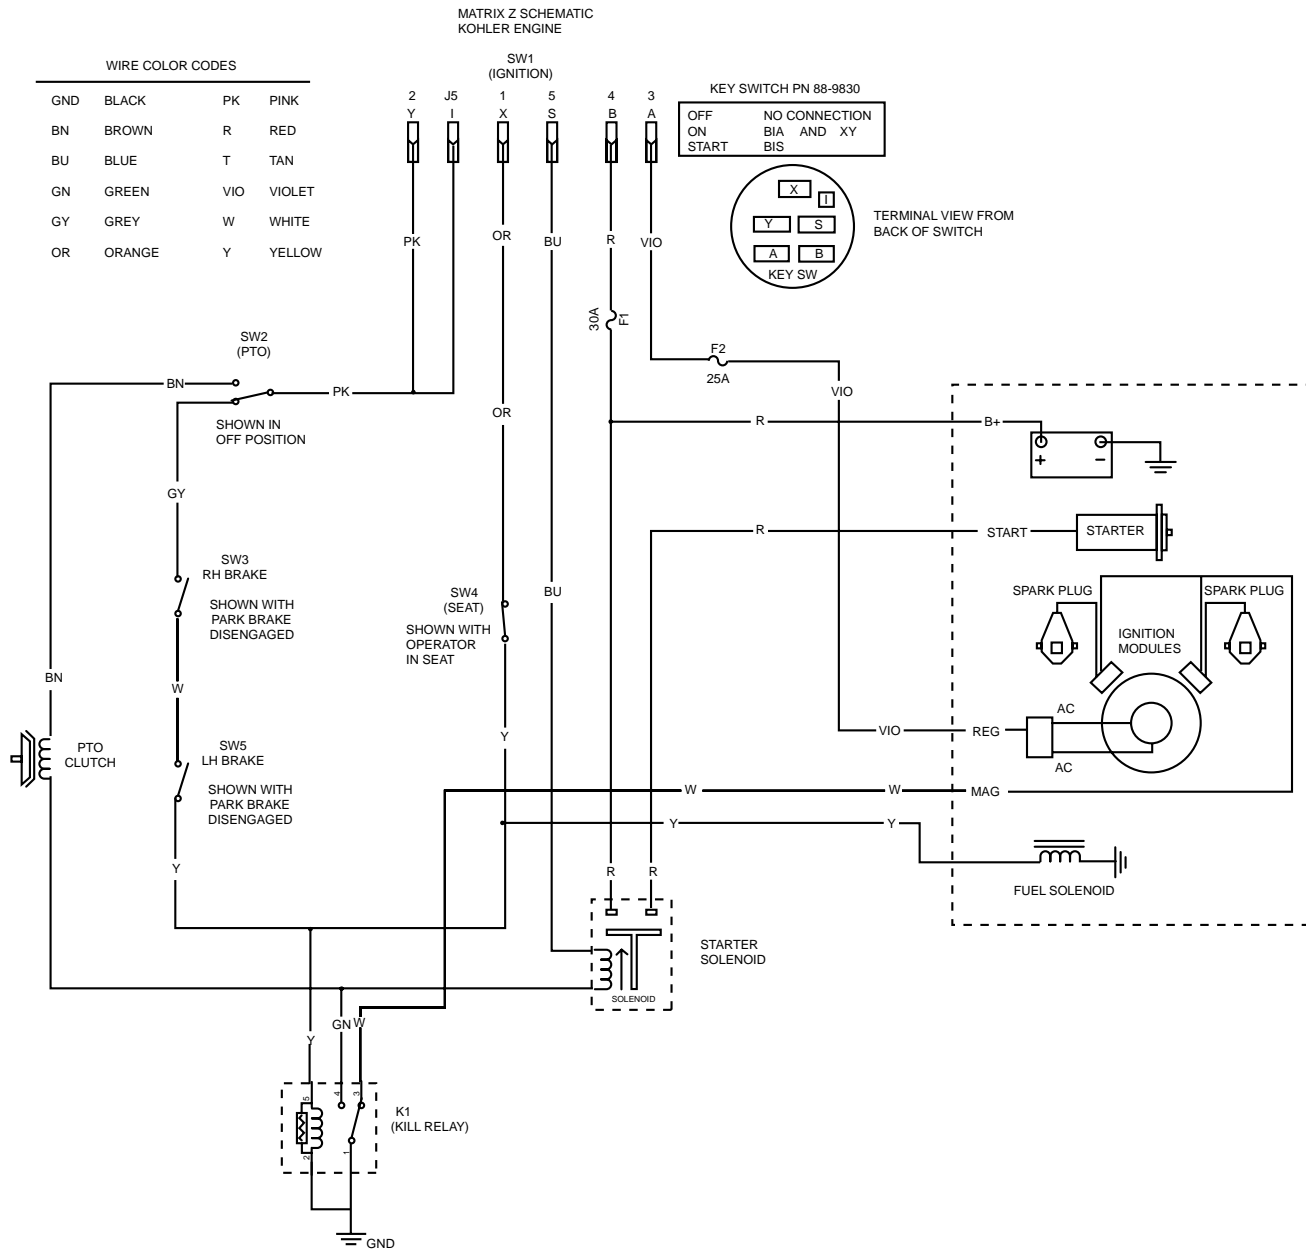 MATRIX Z SCHEMATIC
KOHLER ENGINE
SW1
(IGNITION)
WIRE COLOR CODES
GND BLACK PK PINK
BN BROWN R RED
BU BLUE T TAN
GN GREEN VIO VIOLET
GY GREY W WHITE
OR ORANGE Y YELLOW
2 J5 1 5 4 3
Y I X S B A
KEY SWITCH PN 88-9830
OFF NO CONNECTION
ON BIA AND XY
START BIS
X
I
Y S
A B
KEY SW
TERMINAL VIEW FROM
BACK OF SWITCH
PK OR BU R VIO
30A F1
F2
25A
VIO
SW2
(PTO)
BN
PK
SHOWN IN
OFF POSITION
OR
R B+
+ −
GY
R START STARTER
SW3
RH BRAKE
SHOWN WITH
PARK BRAKE
DISENGAGED
SW4
(SEAT)
SHOWN WITH
OPERATOR
IN SEAT
BU
SPARK PLUG SPARK PLUG
IGNITION
MODULES
BN
W
AC
VIO REG
AC
Y
PTO
CLUTCH
SW5
LH BRAKE
SHOWN WITH
PARK BRAKE
DISENGAGED
W W MAG
Y Y
Y
R R
FUEL SOLENOID
STARTER
SOLENOID
SOLENOID
Y GN W
5 4 3
K1
(KILL RELAY)
2 1
GND